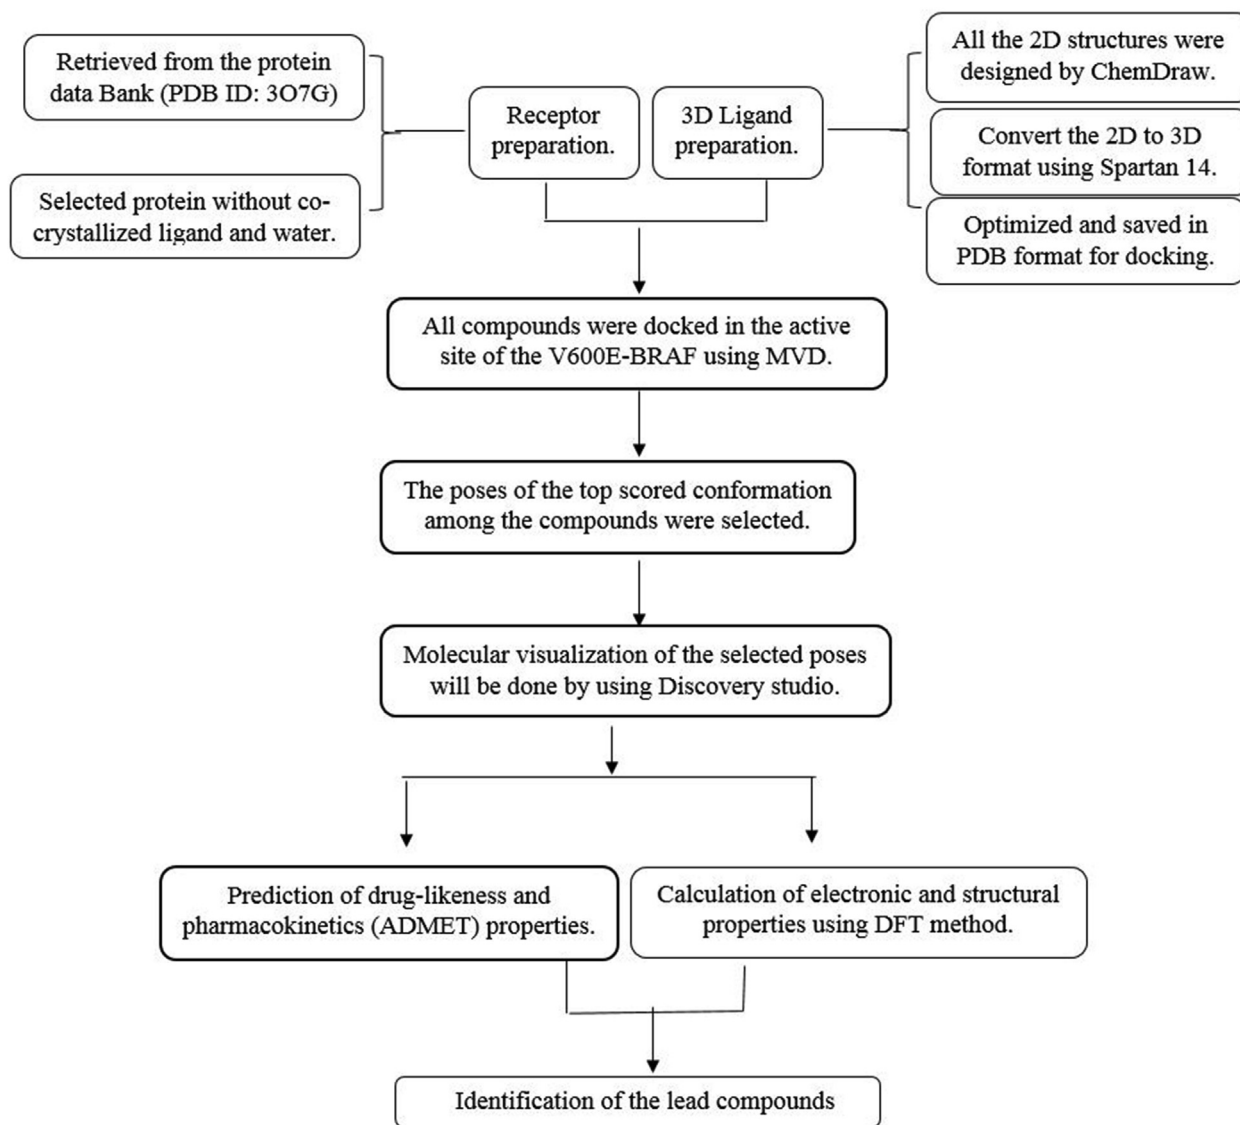 Retrieved from the protein
data Bank (PDB ID: 3O7G)
Selected protein without co-
crystallized ligand and water.
Receptor
preparation.
3D Ligand
preparation.
All the 2D structures were
designed by ChemDraw.
Convert the 2D to 3D
format using Spartan 14.
Optimized and saved in
PDB format for docking.
All compounds were docked in the active
site of the V600E-BRAF using MVD.
The poses of the top scored conformation
among the compounds were selected.
Molecular visualization of the selected poses
will be done by using Discovery studio.
Prediction of drug-likeness and
pharmacokinetics (ADMET) properties.
Calculation of electronic and structural
properties using DFT method.
Identification of the lead compounds